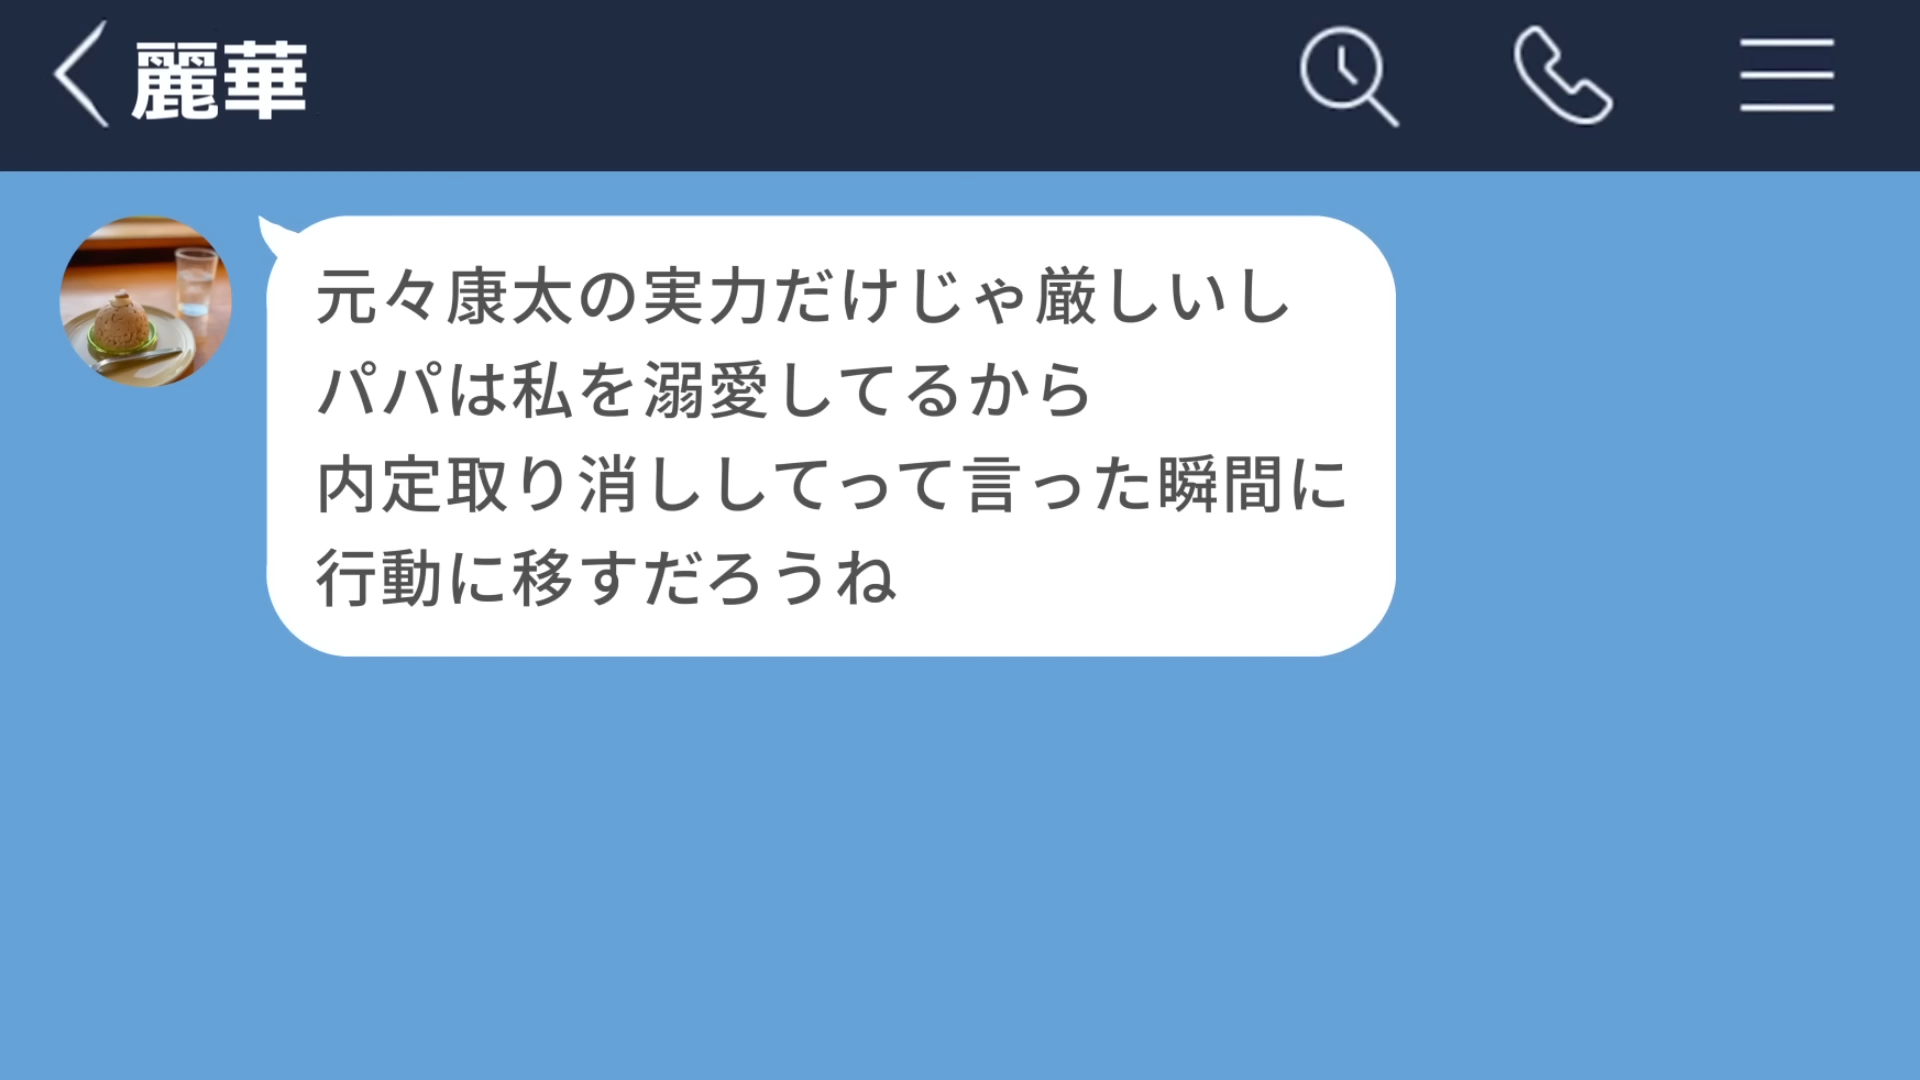 麗華
元々康太の実力だけじゃ厳しいし
パパは私を溺愛してるから
内定取り消ししてって言った瞬間に
行動に移すだろうね